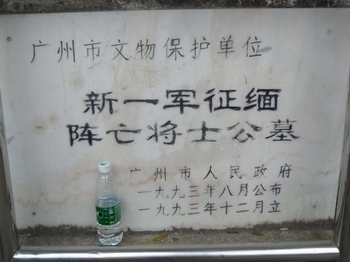 广州市文物保护单位
新一军征缅
阵亡将士公墓
广州市人民政府
一九九三年八月公布
一九九三年十二月立